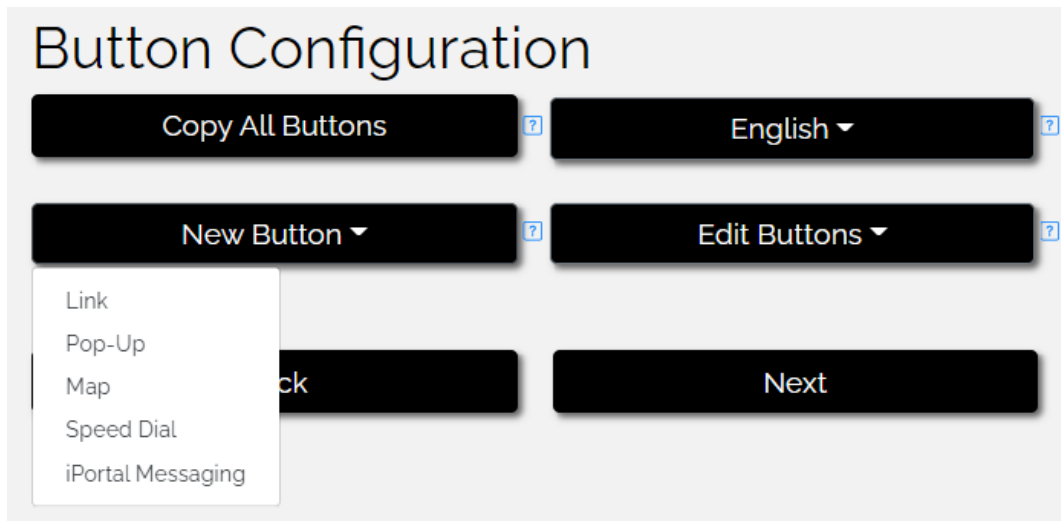 Button Configuration
Copy All Buttons ? English ?
New Button ? Edit Buttons ?
Link
Pop-Up
Map
ck Next
Speed Dial
iPortal Messaging